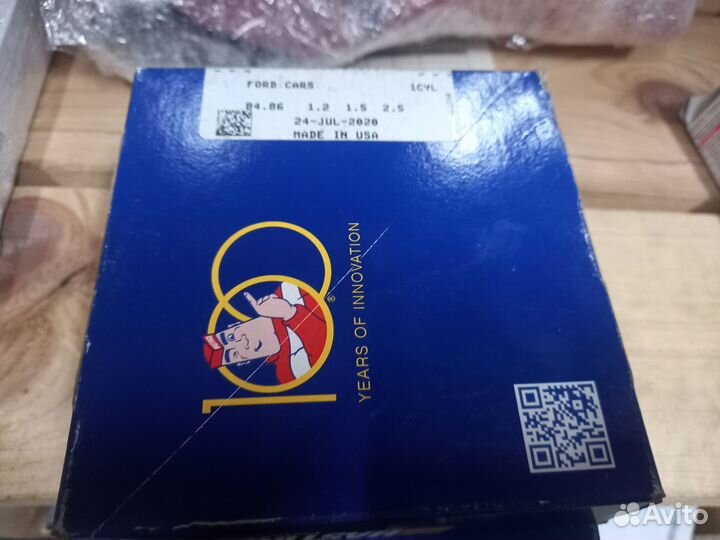 FORD CARS 1CYL
84.86 1.2 1.5 2.5
24-JUL-2020
MADE IN USA
100
®
YEARS OF INNOVATION
Avito